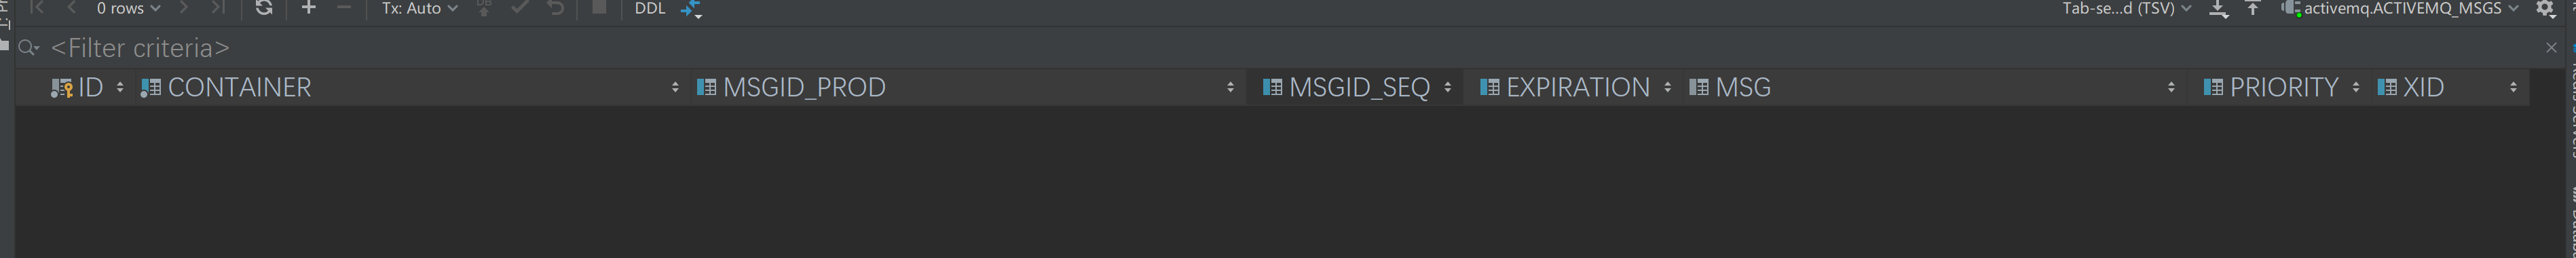 0 rows Tx: Auto DDL Tab-se...d (TSV) activemq.ACTIVEMQ_MSGS
<Filter criteria>
ID CONTAINER MSGID_PROD MSGID_SEQ EXPIRATION MSG PRIORITY XID